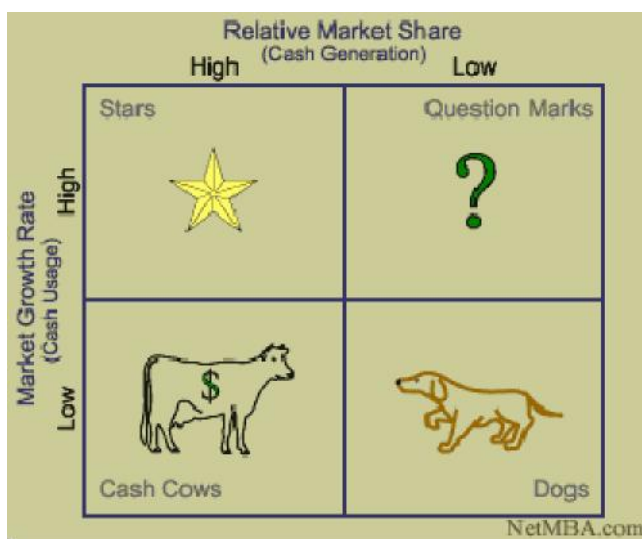 Relative Market Share
(Cash Generation)
High Low
Stars Question Marks
?
Market Growth Rate
(Cash Usage)
High
Low
$
Cash Cows Dogs
NetMBA.com